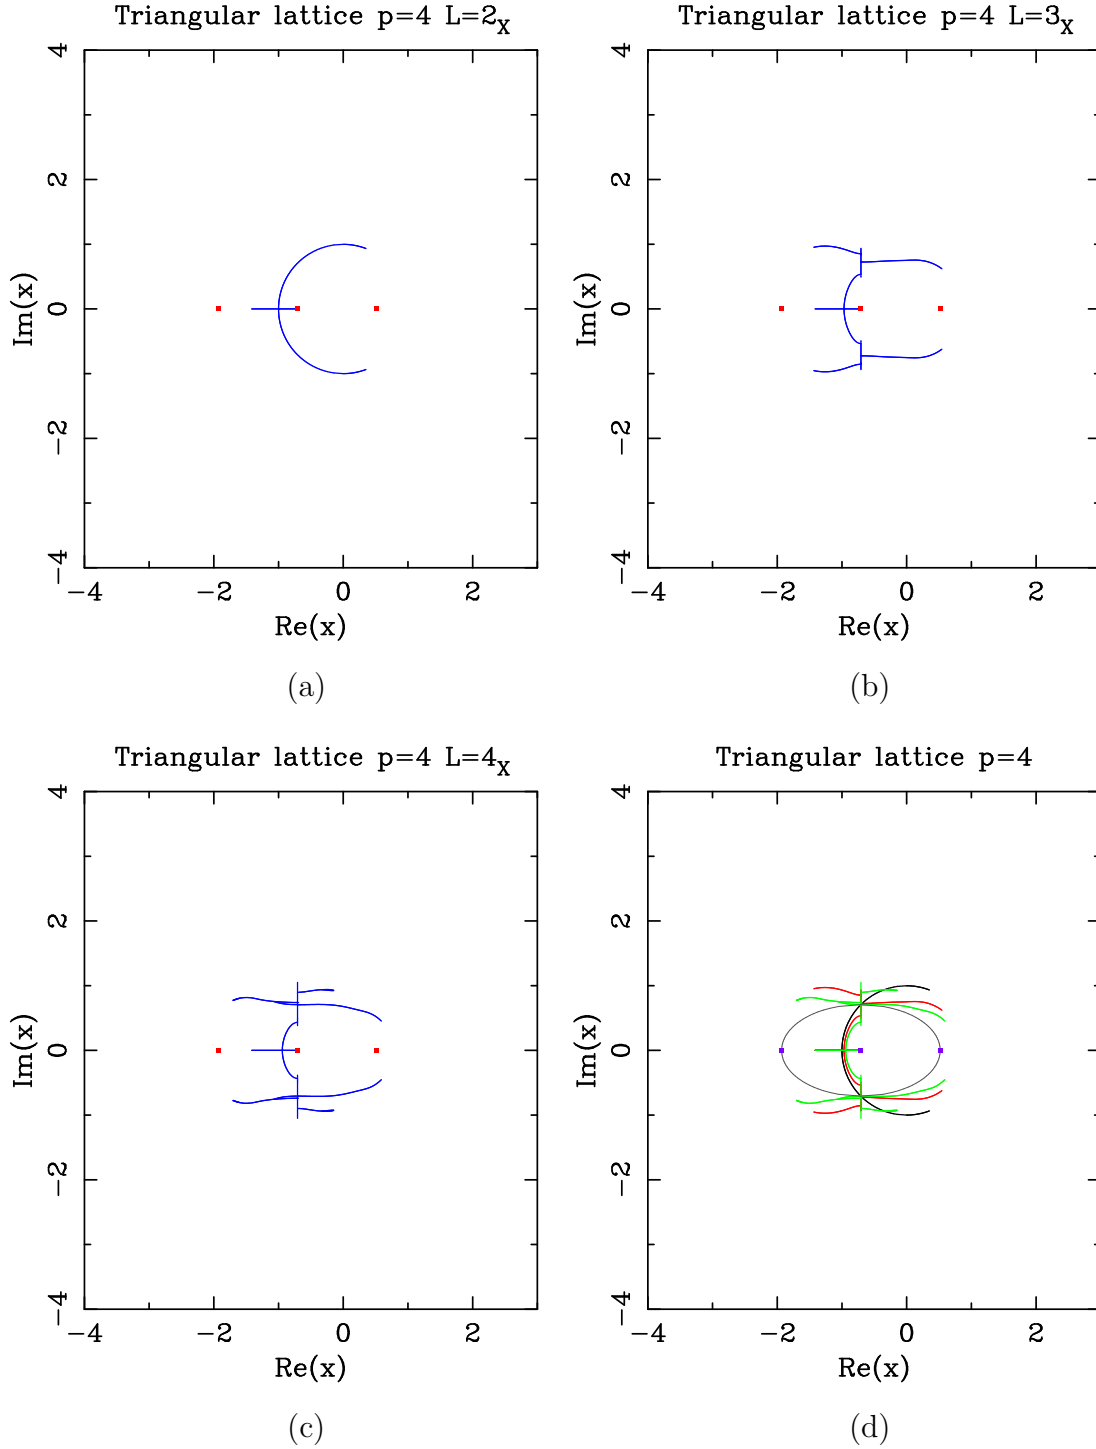 Triangular lattice p=4 L=2X
Triangular lattice p=4 L=3X
4
2
0
−2
−4
−4 −2 0 2
Im(x)
Re(x)
4
2
0
−2
−4
−4 −2 0 2
Im(x)
Re(x)
(a)
(b)
Triangular lattice p=4 L=4X
Triangular lattice p=4
4
2
0
−2
−4
−4 −2 0 2
Im(x)
Re(x)
4
2
0
−2
−4
−4 −2 0 2
Im(x)
Re(x)
(c)
(d)